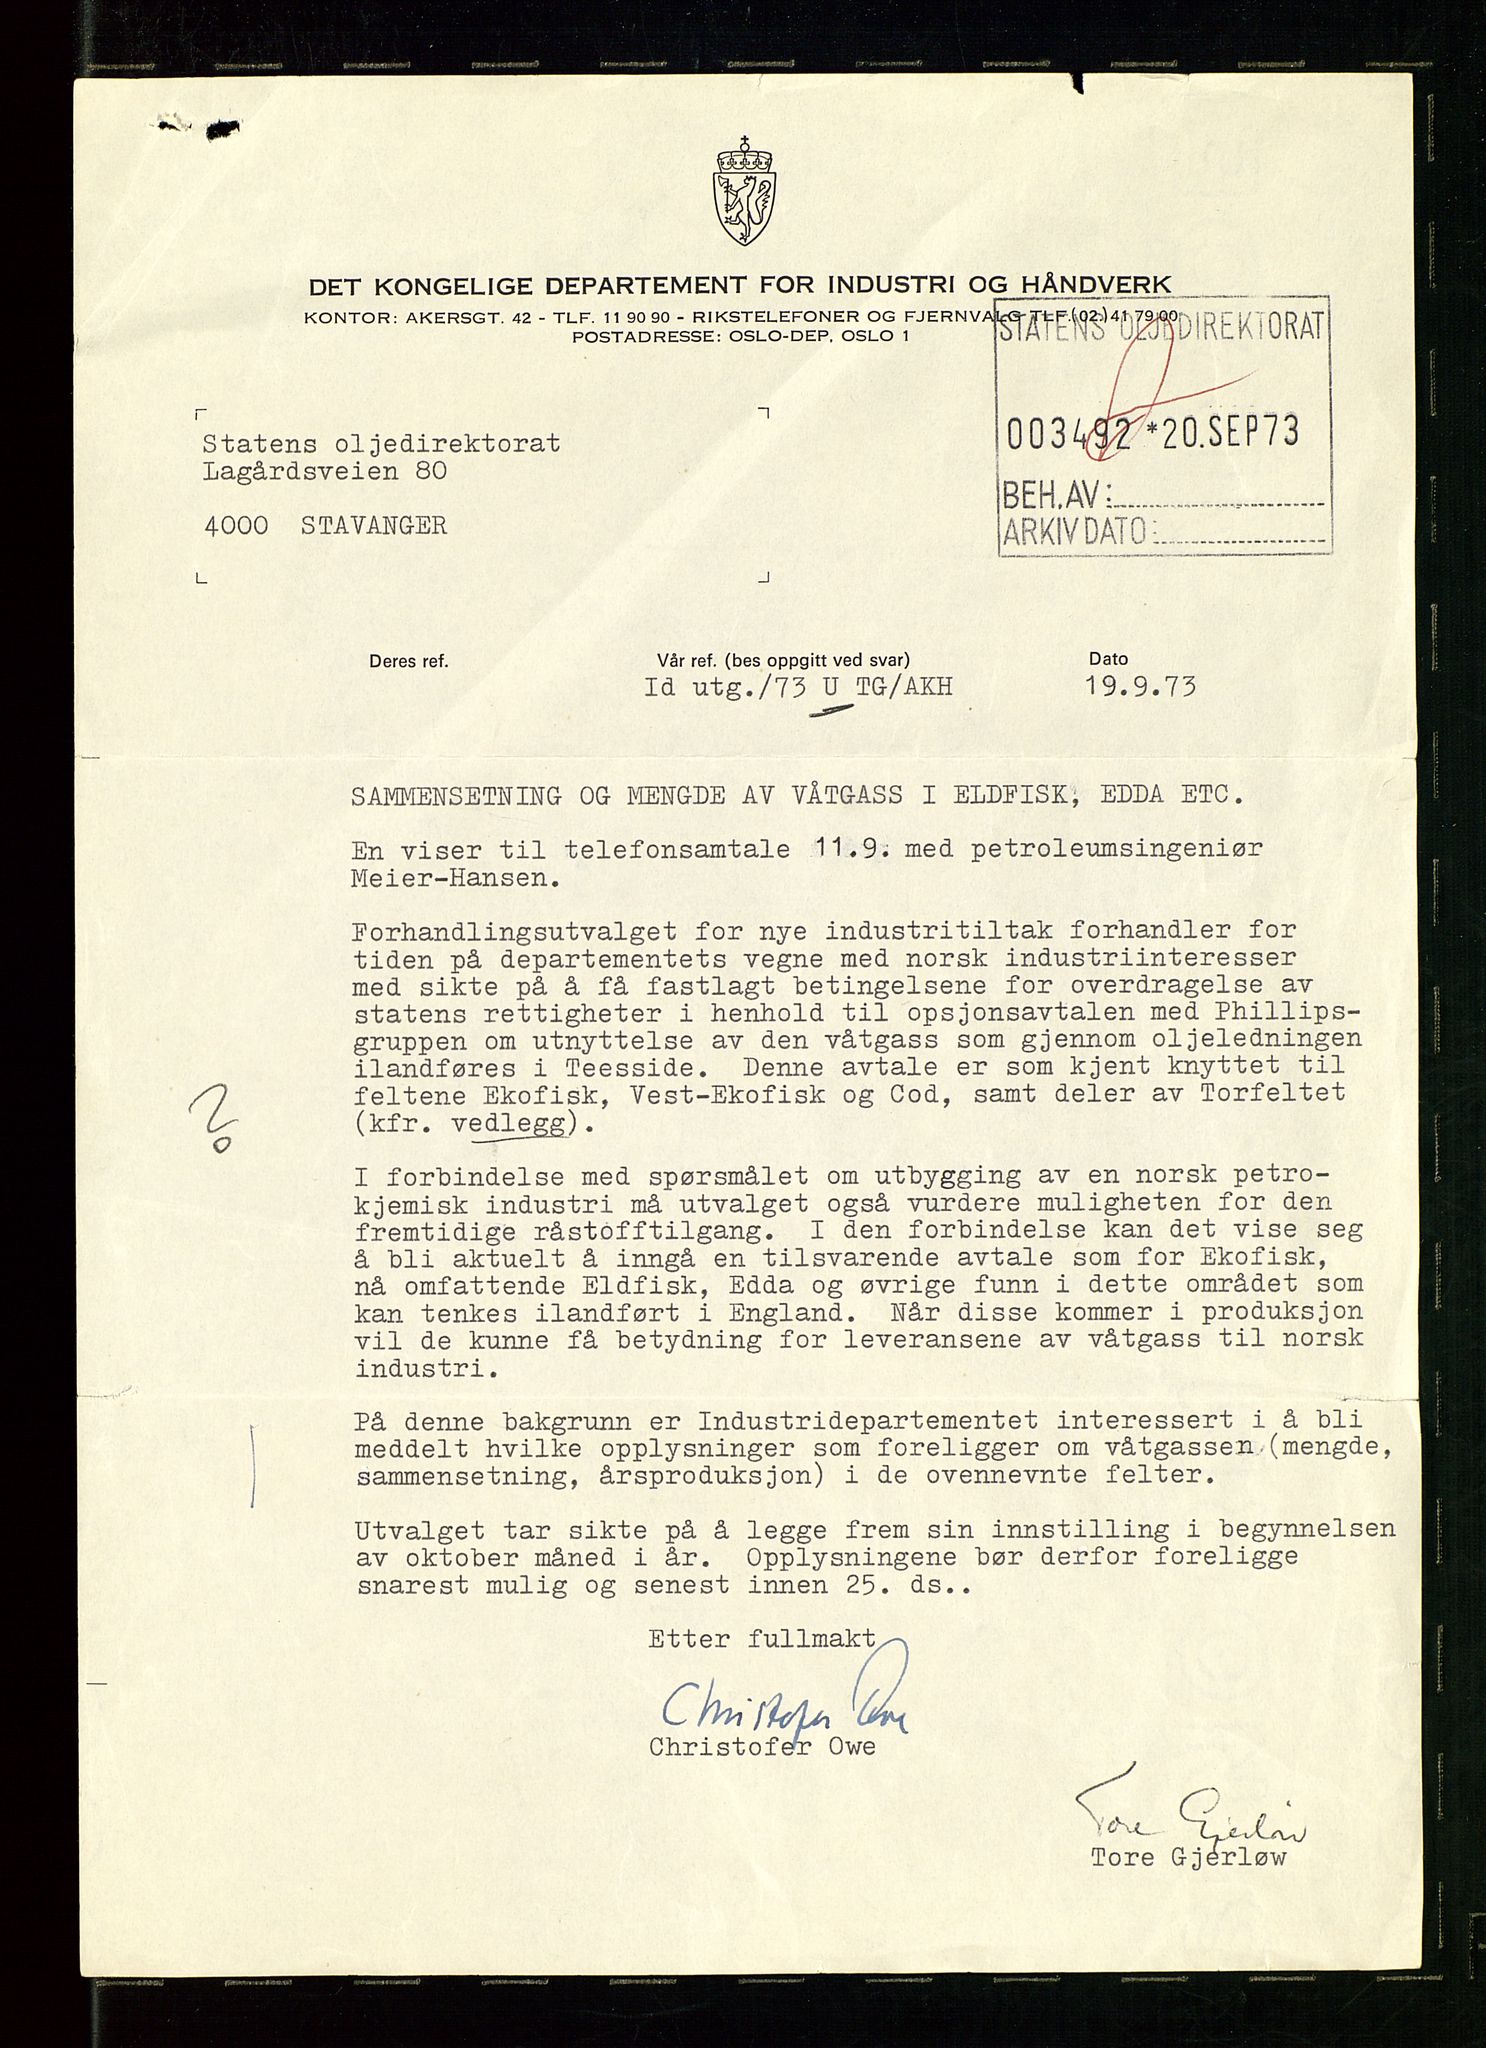 DET KONGELIGE DEPARTEMENT FOR INDUSTRI OG HÅNDVERK
KONTOR: AKERSGT. 42 - TLF. 11 90 90 - RIKSTELEFONER OG FJERNVALG TLF. (02) 41 79 00
POSTADRESSE: OSLO-DEP, OSLO 1
STATENS OLJEDIREKTORAT
003492 *20.SEP73
BEH.AV:
ARKIV DATO:
Statens oljedirektorat
Lagårdsveien 80
4000 STAVANGER
Deres ref. Vår ref. (bes oppgitt ved svar) Dato
Id utg./73 U TG/AKH 19.9.73
SAMMENSETNING OG MENGDE AV VÅTGASS I ELDFISK, EDDA ETC.
En viser til telefonsamtale 11.9. med petroleumsingeniør
Meier-Hansen.
Forhandlingsutvalget for nye industritiltak forhandler for
tiden på departementets vegne med norsk industriinteresser
med sikte på å få fastlagt betingelsene for overdragelse av
statens rettigheter i henhold til opsjonsavtalen med Phillips-
gruppen om utnyttelse av den våtgass som gjennom oljeledningen
ilandføres i Teesside. Denne avtale er som kjent knyttet til
feltene Ekofisk, Vest-Ekofisk og Cod, samt deler av Torfeltet
(kfr. vedlegg).
?
I forbindelse med spørsmålet om utbygging av en norsk petro-
kjemisk industri må utvalget også vurdere muligheten for den
fremtidige råstofftilgang. I den forbindelse kan det vise seg
å bli aktuelt å inngå en tilsvarende avtale som for Ekofisk,
nå omfattende Eldfisk, Edda og øvrige funn i dette området som
kan tenkes ilandført i England. Når disse kommer i produksjon
vil de kunne få betydning for leveransene av våtgass til norsk
industri.
På denne bakgrunn er Industridepartementet interessert i å bli
meddelt hvilke opplysninger som foreligger om våtgassen (mengde,
sammensetning, årsproduksjon) i de ovennevnte felter.
Utvalget tar sikte på å legge frem sin innstilling i begynnelsen
av oktober måned i år. Opplysningene bør derfor foreligge
snarest mulig og senest innen 25. ds..
Etter fullmakt
Christofer Owe
Christofer Owe
Tore Gjerløw
Tore Gjerløw